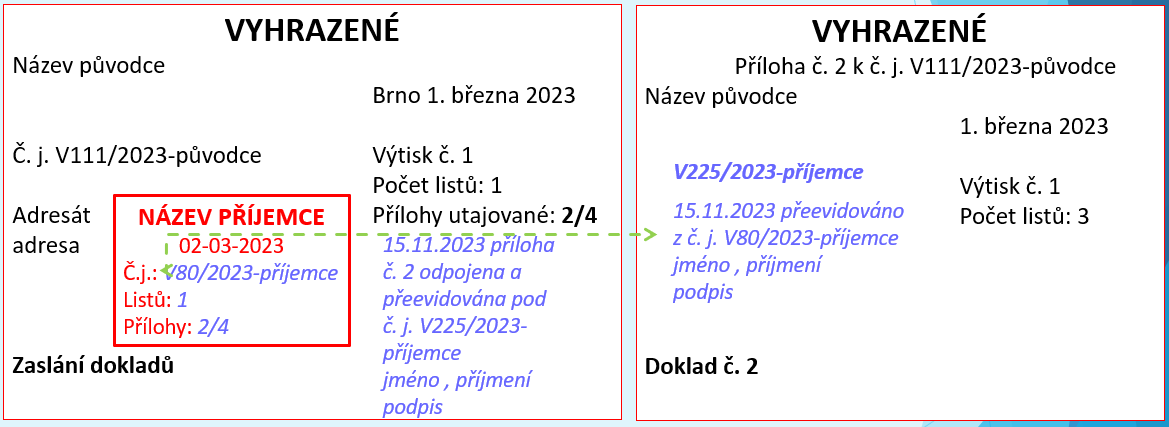 VYHRAZENÉ
Název původce
Brno 1. března 2023
Č. j. V111/2023-původce
Výtisk č. 1
Počet listů: 1
Adresát
adresa
Přílohy utajované: 2/4
NÁZEV PŘÍJEMCE
02-03-2023
Č.j.: V80/2023-příjemce
Listů: 1
Přílohy: 2/4
15.11.2023 příloha
č. 2 odpojena a
přeevidována pod
č. j. V225/2023-
příjemce
jméno , příjmení
podpis
Zaslání dokladů
VYHRAZENÉ
Příloha č. 2 k č. j. V111/2023-původce
Název původce
1. března 2023
V225/2023-příjemce
Výtisk č. 1
Počet listů: 3
15.11.2023 přeevidováno
z č. j. V80/2023-příjemce
jméno , příjmení
podpis
Doklad č. 2